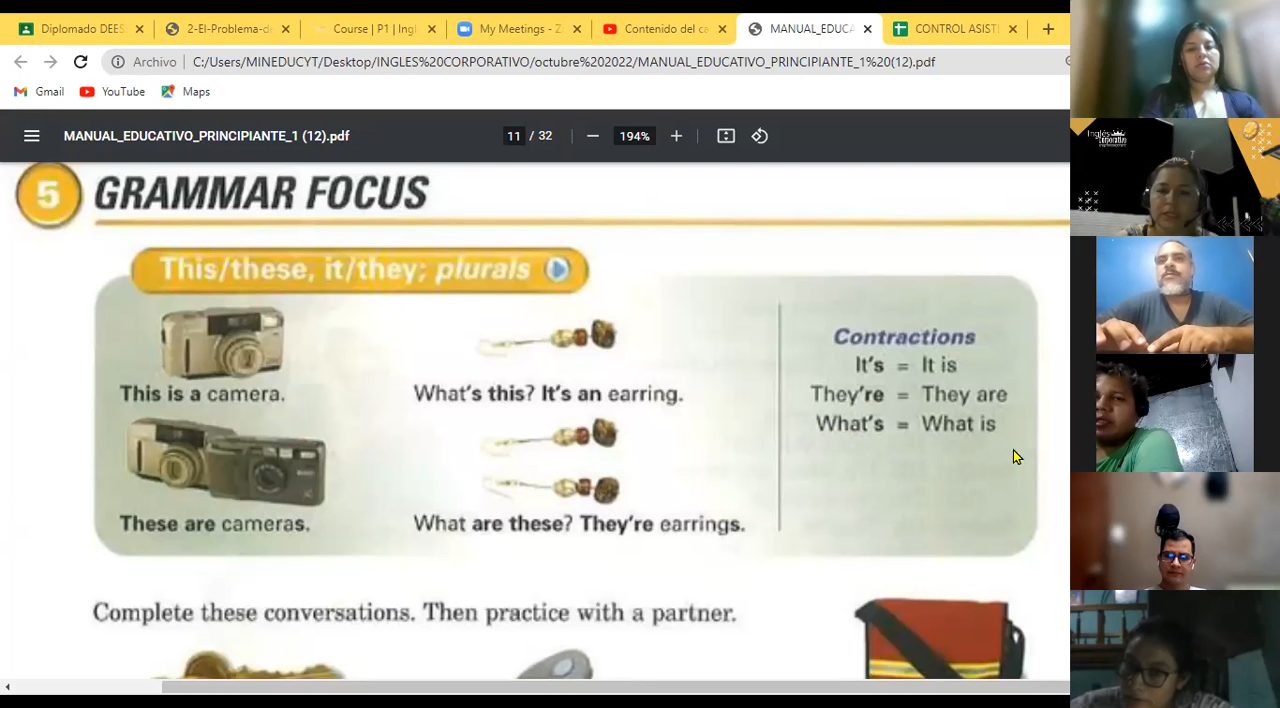 Diplomado DEES
2-El-Problema-d
Course | P1 | Ingl
My Meetings - Z
Contenido del ca
MANUAL_EDUCA
CONTROL ASIST
Archivo
C:/Users/MINEDUCYT/Desktop/INGLES%20CORPORATIVO/octubre%202022/MANUAL_EDUCATIVO_PRINCIPIANTE_1%20(12).pdf
Gmail
YouTube
Maps
MANUAL_EDUCATIVO_PRINCIPIANTE_1 (12).pdf
11 / 32
194%
Inglés
Corporativo
5 GRAMMAR FOCUS
This/these, it/they; plurals
This is a camera.
What's this? It's an earring.
These are cameras.
What are these? They're earrings.
Contractions
It's = It is
They're = They are
What's = What is
Complete these conversations. Then practice with a partner.